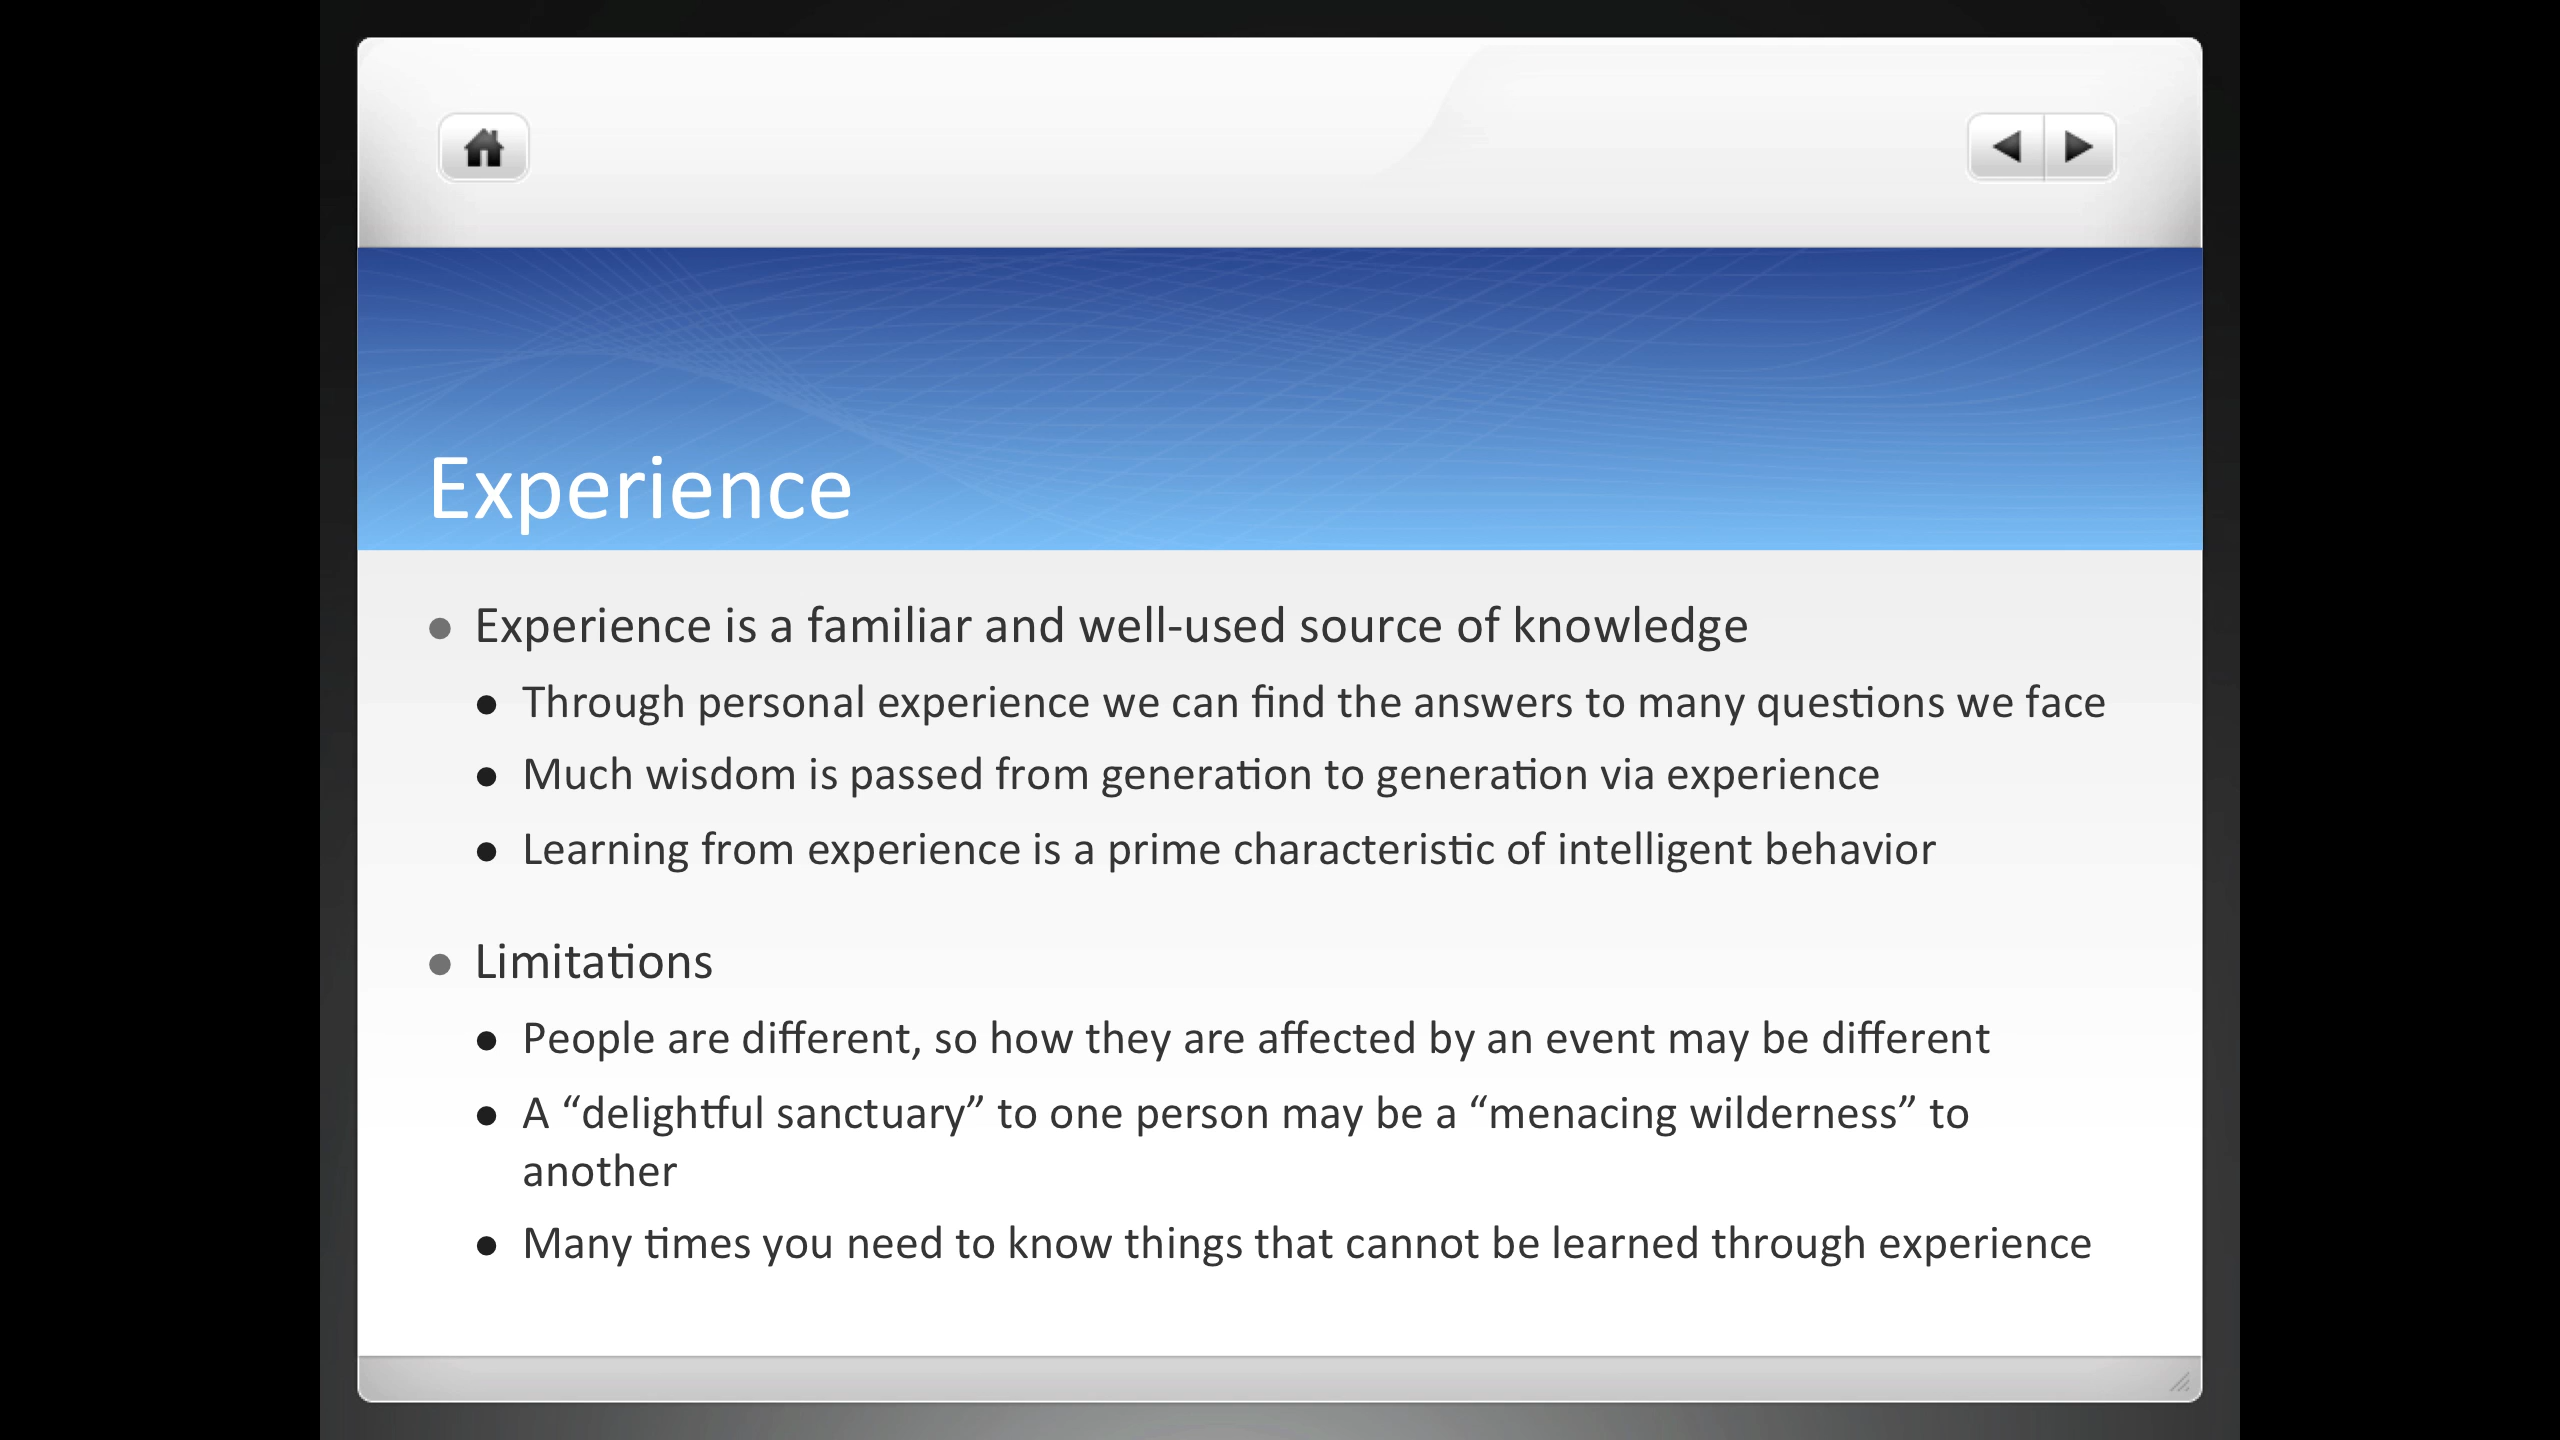 Experience
● Experience is a familiar and well-used source of knowledge
● Through personal experience we can find the answers to many questions we face
● Much wisdom is passed from generation to generation via experience
● Learning from experience is a prime characteristic of intelligent behavior
● Limitations
● People are different, so how they are affected by an event may be different
● A “delightful sanctuary” to one person may be a “menacing wilderness” to
another
● Many times you need to know things that cannot be learned through experience